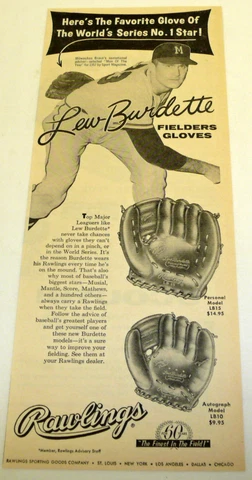 Here's The Favorite Glove Of
The World's Series No. 1 Star!
M
Lew Burdette
FIELDERS
GLOVES
Top Major
Leaguers like
Lew Burdette*
never take chances
with gloves they can't
depend on in a pinch, or
in the World Series. It's
the reason Burdette wears
his Rawlings every time he's
on the mound. That's also
why most of baseball's
biggest stars—Musial,
Mantle, Score, Mathews,
and a hundred others—
always carry a Rawlings
when they take the field.
Follow the advice of
baseball's greatest players
and get yourself one of
these new Burdette
models—it's a sure
way to improve your
fielding. See them at
your Rawlings dealer.
Personal
Model
LB15
$14.95
Autograph
Model
LB10
$9.95
Rawlings
60
"The Finest In The Field!"
*Member, Rawlings Advisory Staff
RAWLINGS SPORTING GOODS COMPANY • ST. LOUIS • NEW YORK • LOS ANGELES • DALLAS • CHICAGO